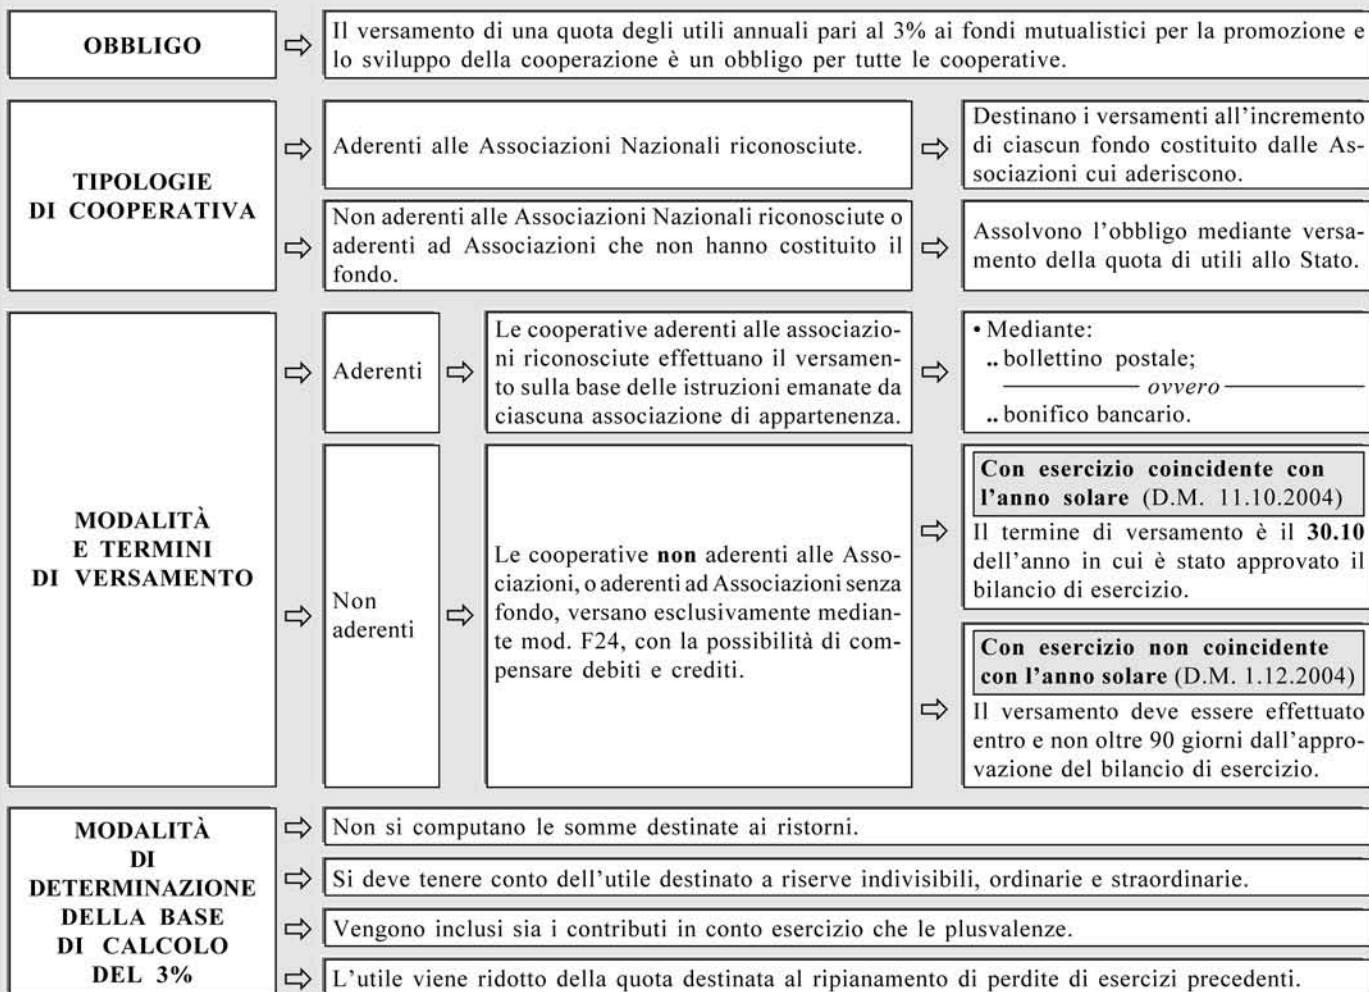 OBBLIGO
Il versamento di una quota degli utili annuali pari al 3% ai fondi mutualistici per la promozione e
lo sviluppo della cooperazione è un obbligo per tutte le cooperative.
TIPOLOGIE
DI COOPERATIVA
Aderenti alle Associazioni Nazionali riconosciute.
Destinano i versamenti all'incremento
di ciascun fondo costituito dalle As-
sociazioni cui aderiscono.
Non aderenti alle Associazioni Nazionali riconosciute o
aderenti ad Associazioni che non hanno costituito il
fondo.
Assolvono l'obbligo mediante versa-
mento della quota di utili allo Stato.
MODALITÀ
E TERMINI
DI VERSAMENTO
Aderenti
Le cooperative aderenti alle associazio-
ni riconosciute effettuano il versamen-
to sulla base delle istruzioni emanate da
ciascuna associazione di appartenenza.
• Mediante:
.. bollettino postale;
ovvero
.. bonifico bancario.
Non
aderenti
Le cooperative non aderenti alle Asso-
ciazioni, o aderenti ad Associazioni senza
fondo, versano esclusivamente median-
te mod. F24, con la possibilità di com-
pensare debiti e crediti.
Con esercizio coincidente con
l'anno solare (D.M. 11.10.2004)
Il termine di versamento è il 30.10
dell'anno in cui è stato approvato il
bilancio di esercizio.
Con esercizio non coincidente
con l'anno solare (D.M. 1.12.2004)
Il versamento deve essere effettuato
entro e non oltre 90 giorni dall'appro-
vazione del bilancio di esercizio.
MODALITÀ
DI
DETERMINAZIONE
DELLA BASE
DI CALCOLO
DEL 3%
Non si computano le somme destinate ai ristorni.
Si deve tenere conto dell'utile destinato a riserve indivisibili, ordinarie e straordinarie.
Vengono inclusi sia i contributi in conto esercizio che le plusvalenze.
L'utile viene ridotto della quota destinata al ripianamento di perdite di esercizi precedenti.